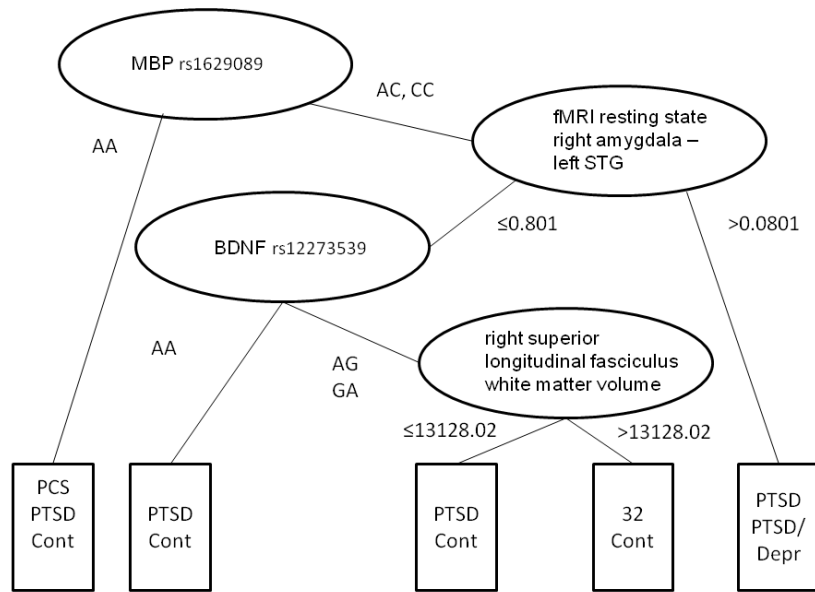 MBP rs1629089
AC, CC
fMRI resting state
right amygdala –
left STG
AA
≤0.801
>0.0801
BDNF rs12273539
AA
AG
GA
right superior
longitudinal fasciculus
white matter volume
≤13128.02
>13128.02
PCS
PTSD
Cont
PTSD
Cont
PTSD
Cont
32
Cont
PTSD
PTSD/
Depr